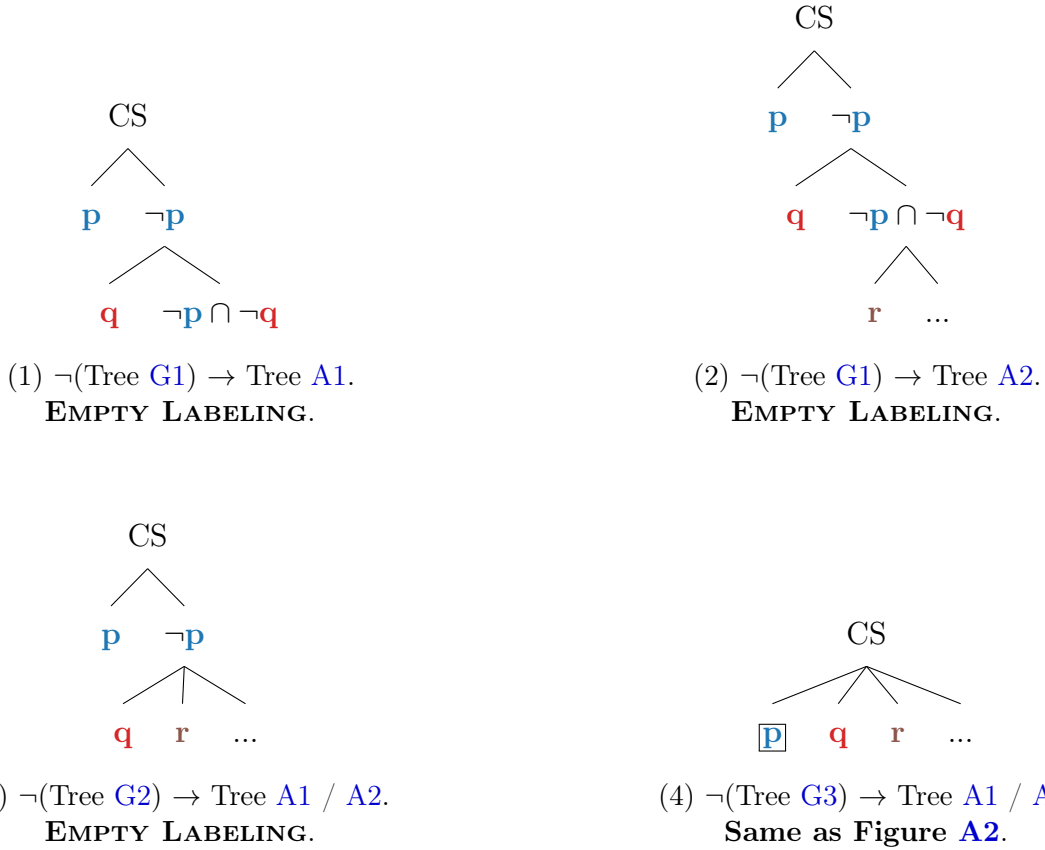 CS
p ¬p
q ¬p ∩ ¬q
(1) ¬(Tree G1) → Tree A1.
EMPTY LABELING.
CS
p ¬p
q ¬p ∩ ¬q
r ...
(2) ¬(Tree G1) → Tree A2.
EMPTY LABELING.
CS
p ¬p
q r ...
) ¬(Tree G2) → Tree A1 / A2.
EMPTY LABELING.
CS
p q r ...
(4) ¬(Tree G3) → Tree A1 / A
Same as Figure A2.